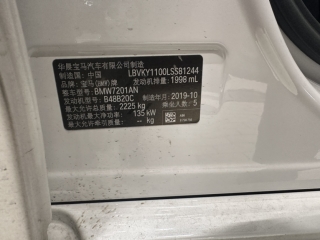 华晨宝马汽车有限公司制造
制造国：中国 LBVKY1100LSS81244
品牌：宝马(BMW)牌 发动机排量：1998 mL
整车型号：BMW7201AN
发动机型号：B48B20C 制造年月：2019-10
最大允许总质量：2225 kg 乘坐人数：5
发动机最大净功率：135 kW